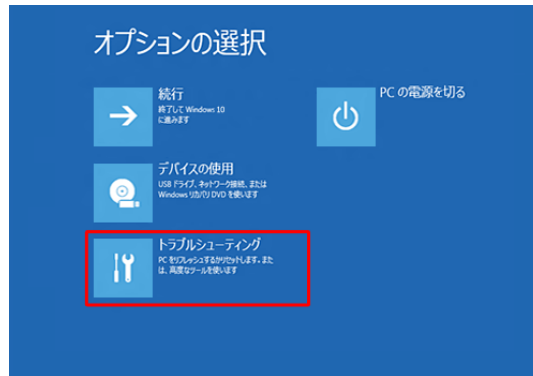 オプションの選択
続行
終了して Windows 10
に進みます
PC の電源を切る
デバイスの使用
USB ドライブ、ネットワーク接続、または
Windows リカバリ DVD を使います
トラブルシューティング
PC をリフレッシュするかリセットします。また
は、高度なツールを使います